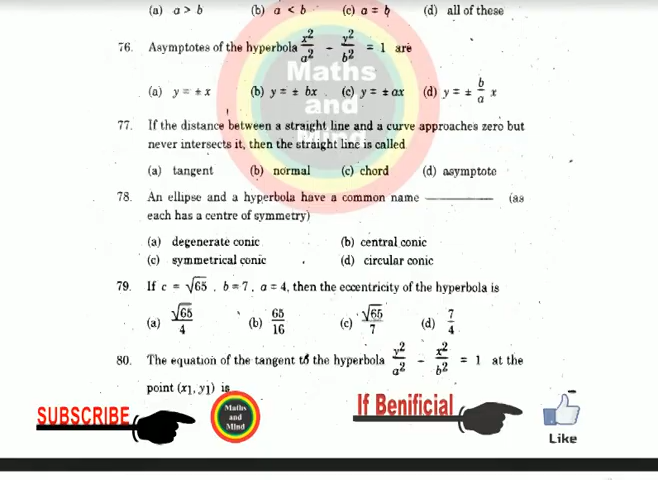 (a) a > b (b) a < b (c) a = b (d) all of these
76. Asymptotes of the hyperbola x²/a² − y²/b² = 1 are
(a) y = ± x (b) y = ± bx (c) y = ± ax (d) y = ± b/a x
77. If the distance between a straight line and a curve approaches zero but
never intersects it, then the straight line is called
(a) tangent (b) normal (c) chord (d) asymptote
78. An ellipse and a hyperbola have a common name ________ (as
each has a centre of symmetry)
(a) degenerate conic (b) central conic
(c) symmetrical conic (d) circular conic
79. If c = √65 , b = 7, a = 4, then the eccentricity of the hyperbola is
(a) √65/4 (b) 65/16 (c) √65/7 (d) 7/4
80. The equation of the tangent to the hyperbola y²/a² − x²/b² = 1 at the
point (x₁, y₁) is
Maths
and
Mind
SUBSCRIBE
Maths
and
Mind
If Benificial
Like